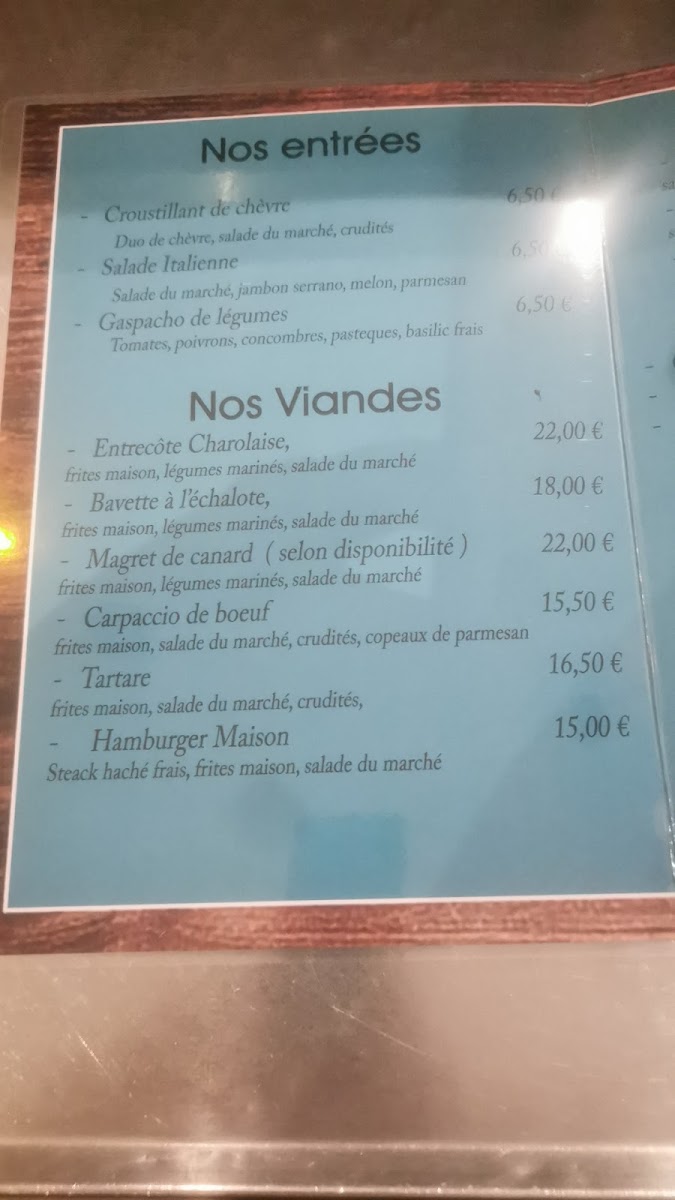 Nos entrées
- Croustillant de chèvre 6,50 €
Duo de chèvre, salade du marché, crudités
- Salade Italienne 6,50
Salade du marché, jambon serrano, melon, parmesan
- Gaspacho de légumes 6,50 €
Tomates, poivrons, concombres, pasteques, basilic frais
Nos Viandes
- Entrecôte Charolaise, 22,00 €
frites maison, légumes marinés, salade du marché
- Bavette à l'échalote, 18,00 €
frites maison, légumes marinés, salade du marché
- Magret de canard ( selon disponibilité ) 22,00 €
frites maison, légumes marinés, salade du marché
- Carpaccio de boeuf 15,50 €
frites maison, salade du marché, crudités, copeaux de parmesan
- Tartare 16,50 €
frites maison, salade du marché, crudités,
- Hamburger Maison 15,00 €
Steack haché frais, frites maison, salade du marché